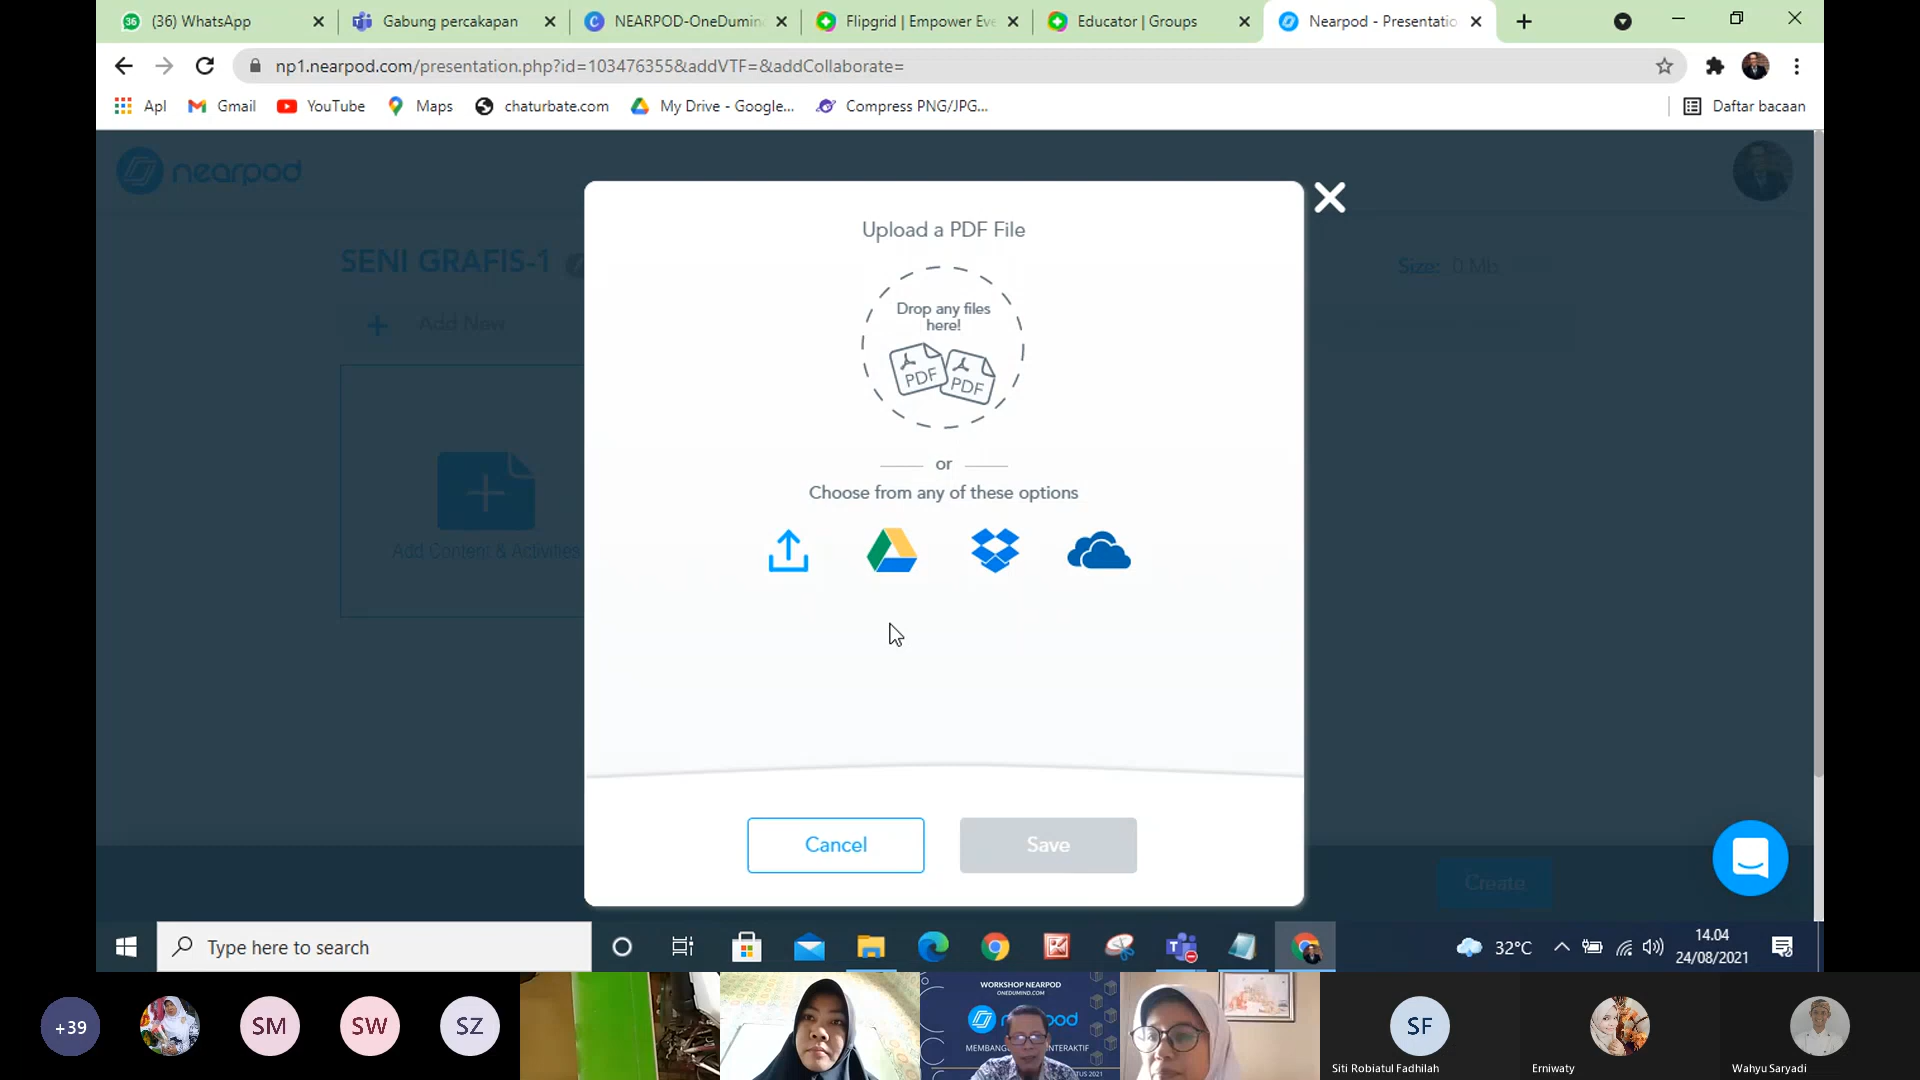 (36) WhatsApp
Gabung percakapan
NEARPOD-OneDumin
Flipgrid | Empower Eve
Educator | Groups
Nearpod - Presentatio
np1.nearpod.com/presentation.php?id=103476355&addVTF=&addCollaborate=
Apl
Gmail
YouTube
Maps
chaturbate.com
My Drive - Google...
Compress PNG/JPG...
Daftar bacaan
nearpod
SENI GRAFIS-1
Size: 0 Mb
Add New
Add Content & Activities
Upload a PDF File
Drop any files
here!
PDF
PDF
or
Choose from any of these options
Cancel
Save
Create
Type here to search
32°C
14.04
24/08/2021
+39
SM
SW
SZ
WORKSHOP NEARPOD
ONEDUMIND.COM
SF
Siti Robiatul Fadhilah
Erniwaty
Wahyu Saryadi